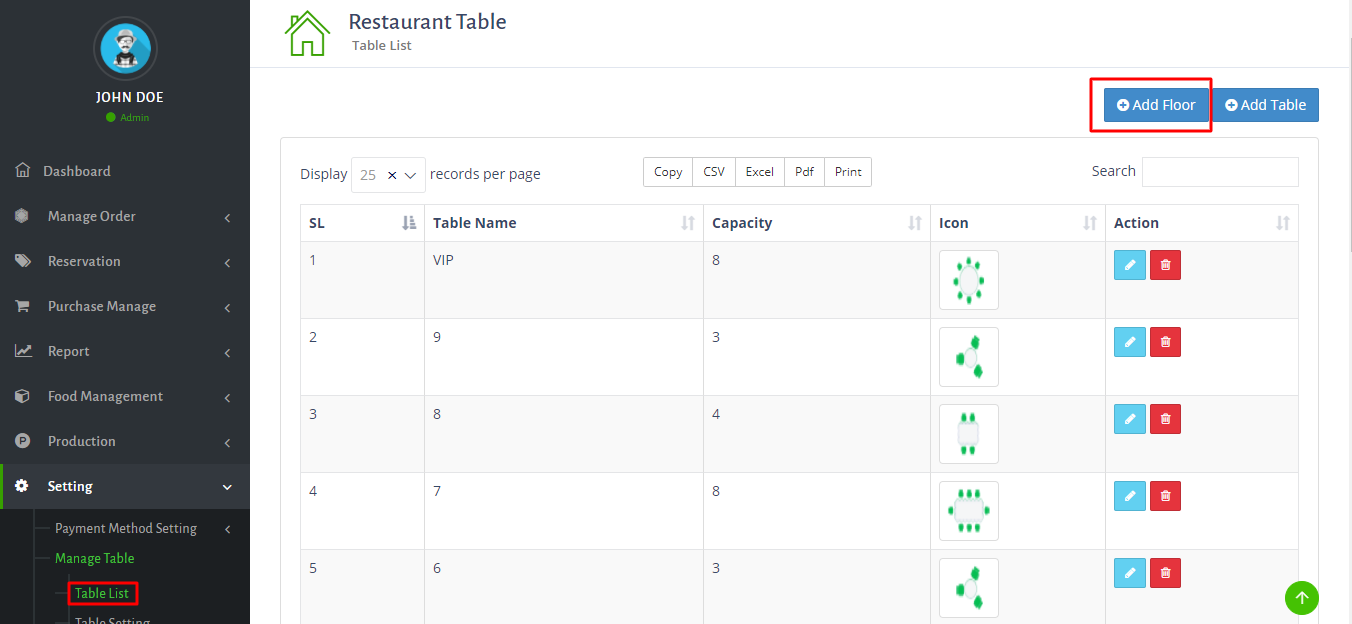 JOHN DOE
Admin
Dashboard
Manage Order
Reservation
Purchase Manage
Report
Food Management
P Production
Setting
Payment Method Setting
Manage Table
Table List
Table Setting
Restaurant Table
Table List
Add Floor
Add Table
Display 25 × records per page
Copy CSV Excel Pdf Print
Search
SL Table Name Capacity Icon Action
1 VIP 8
2 9 3
3 8 4
4 7 8
5 6 3